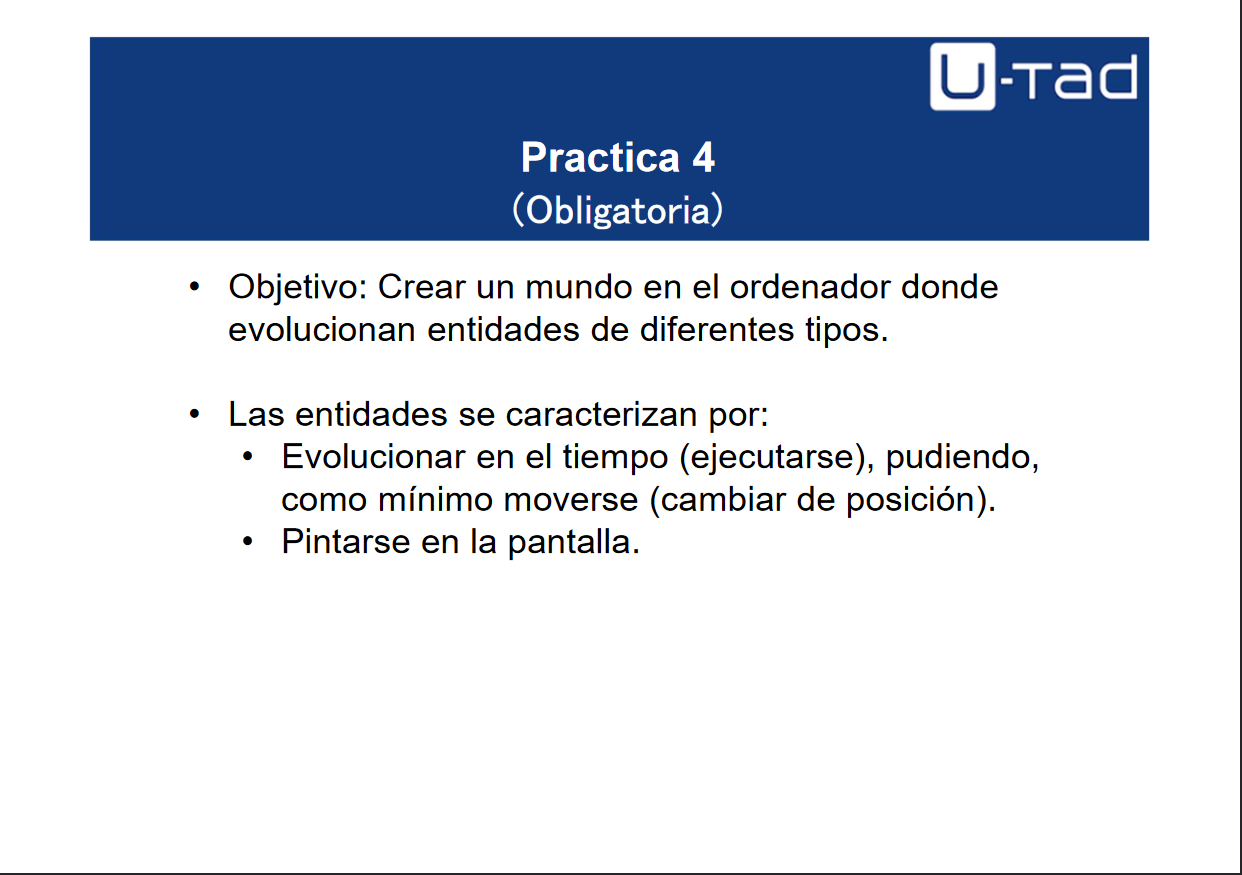 U-Tad
Practica 4
(Obligatoria)
• Objetivo: Crear un mundo en el ordenador donde
evolucionan entidades de diferentes tipos.
• Las entidades se caracterizan por:
• Evolucionar en el tiempo (ejecutarse), pudiendo,
como mínimo moverse (cambiar de posición).
• Pintarse en la pantalla.